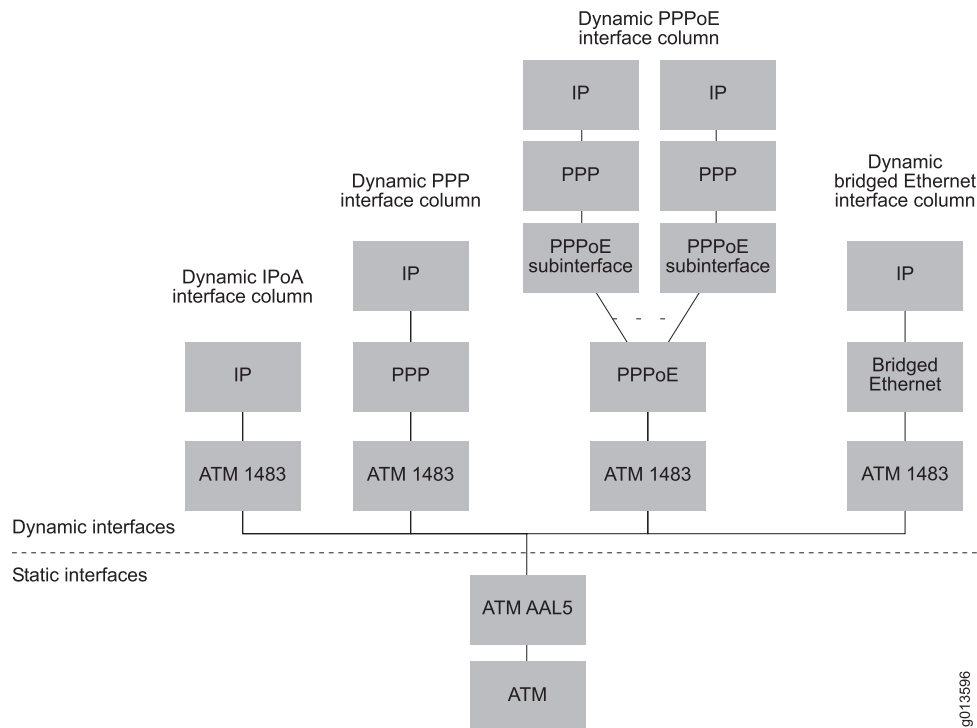 Dynamic PPPoE
interface column
IP
IP
PPP
PPP
PPPoE
subinterface
PPPoE
subinterface
PPPoE
ATM 1483
Dynamic IPoA
interface column
IP
ATM 1483
Dynamic PPP
interface column
IP
PPP
ATM 1483
Dynamic
bridged Ethernet
interface column
IP
Bridged
Ethernet
ATM 1483
Dynamic interfaces
Static interfaces
ATM AAL5
ATM
g013596